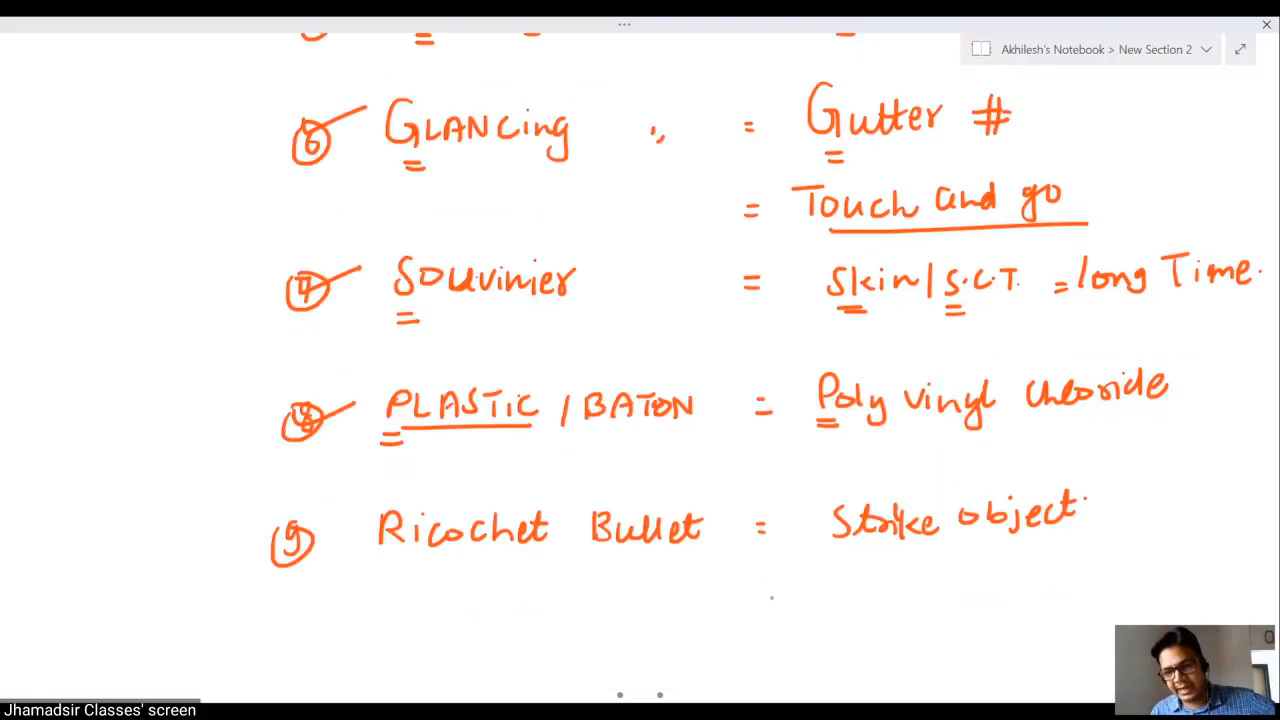 Akhilesh's Notebook > New Section 2
6 GLANCing ,, = Gutter #
= Touch and go
7 Souvinier = Skin / S.C.T. = long Time.
8 PLASTIC / BATON = Poly vinyl chloride
9 Ricochet Bullet = Strike object
Jhamadsir Classes' screen